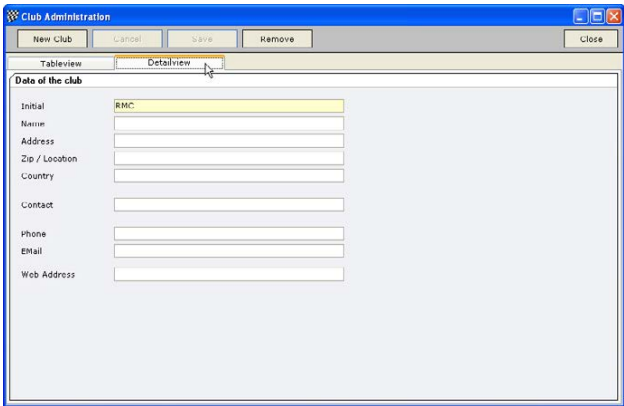 Club Administration
New Club Cancel Save Remove Close
Tableview Detailview
Data of the club
Initial RMC
Name
Address
Zip / Location
Country
Contact
Phone
EMail
Web Address